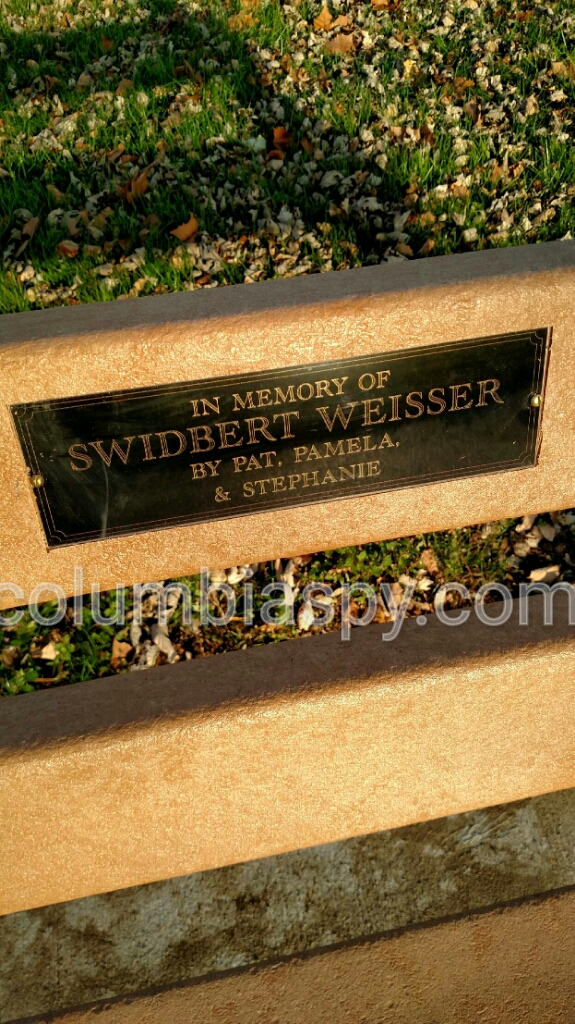 IN MEMORY OF
SWIDBERT WEISSER
BY PAT, PAMELA,
& STEPHANIE
columbiaspy.com